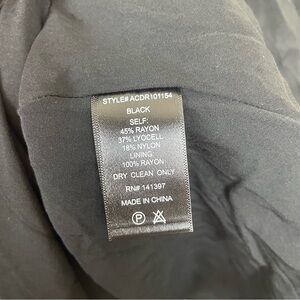 STYLE# ACDR101154
BLACK
SELF:
45% RAYON
37% LYOCELL
18% NYLON
LINING:
100% RAYON
DRY CLEAN ONLY
RN# 141397
MADE IN CHINA
P